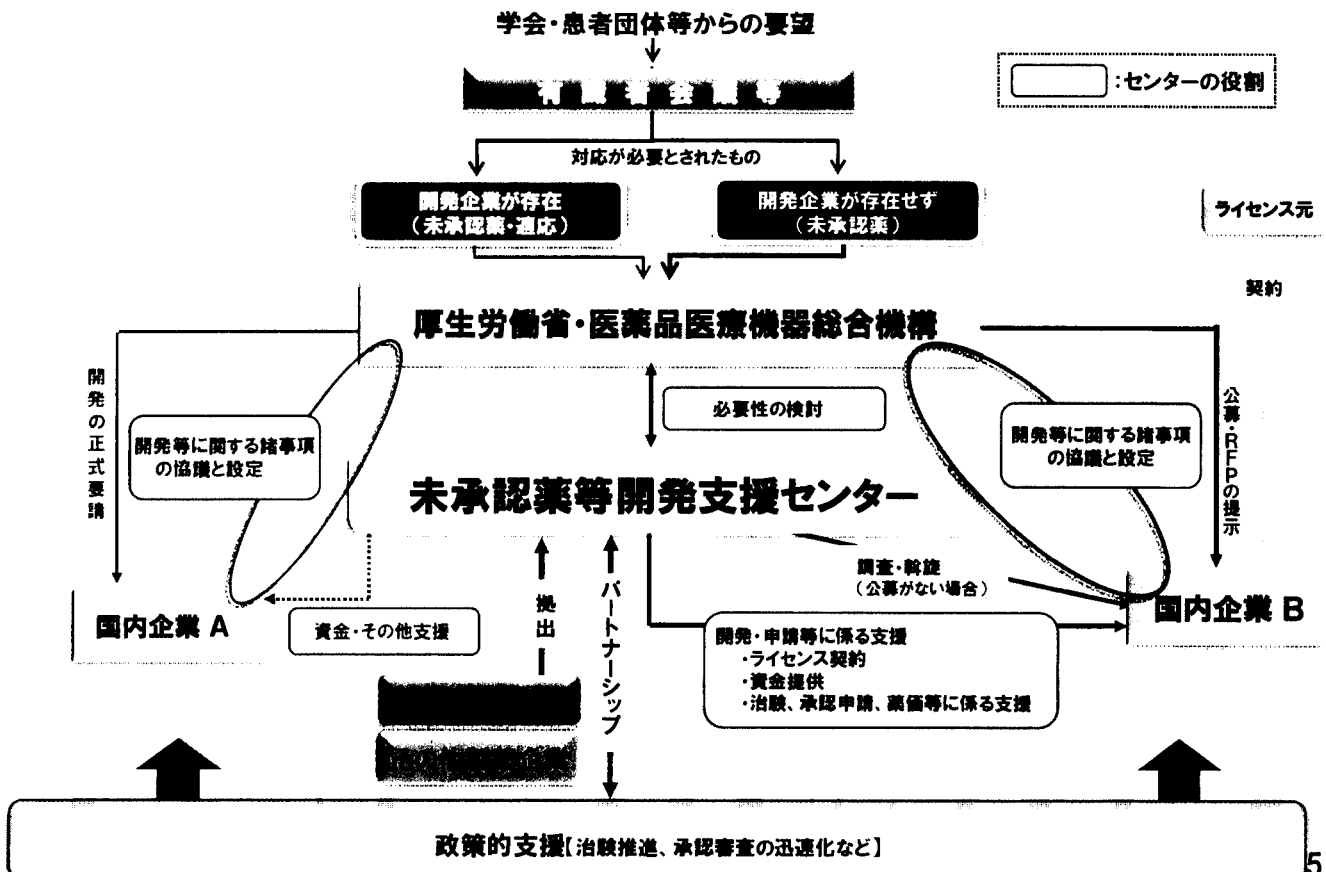 学会・患者団体等からの要望
:センターの役割
対応が必要とされたもの
開発企業が存在
(未承認薬・適応)
開発企業が存在せず
(未承認薬)
ライセンス元
契約
厚生労働省・医薬品医療機器総合機構
開発の正式要請
開発等に関する諸事項
の協議と設定
必要性の検討
開発等に関する諸事項
の協議と設定
公募・RFPの提示
未承認薬等開発支援センター
調査・斡旋
(公募がない場合)
国内企業 A
資金・その他支援
拠出
パートナーシップ
国内企業 B
開発・申請等に係る支援
・ライセンス契約
・資金提供
・治験、承認申請、薬価等に係る支援
政策的支援【治験推進、承認審査の迅速化など】
5